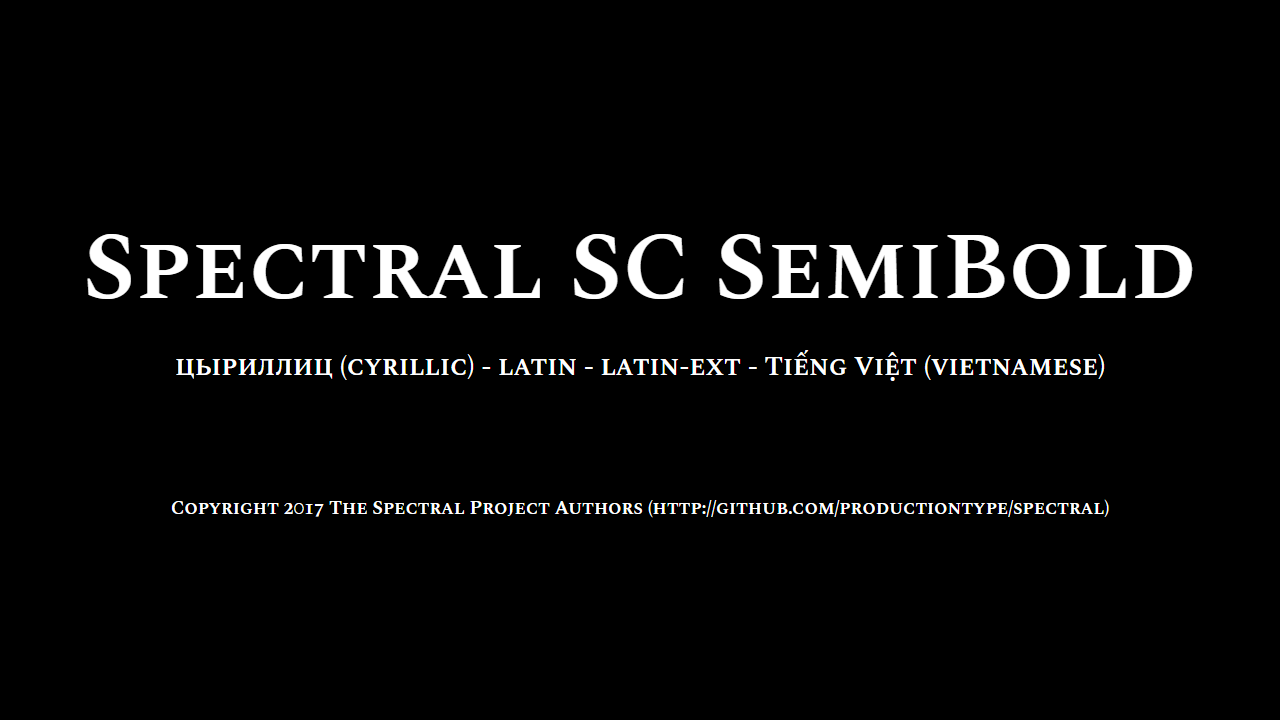 Spectral SC SemiBold
цыриллиц (cyrillic) - latin - latin-ext - Tiếng Việt (vietnamese)
Copyright 2017 The Spectral Project Authors (http://github.com/productiontype/spectral)